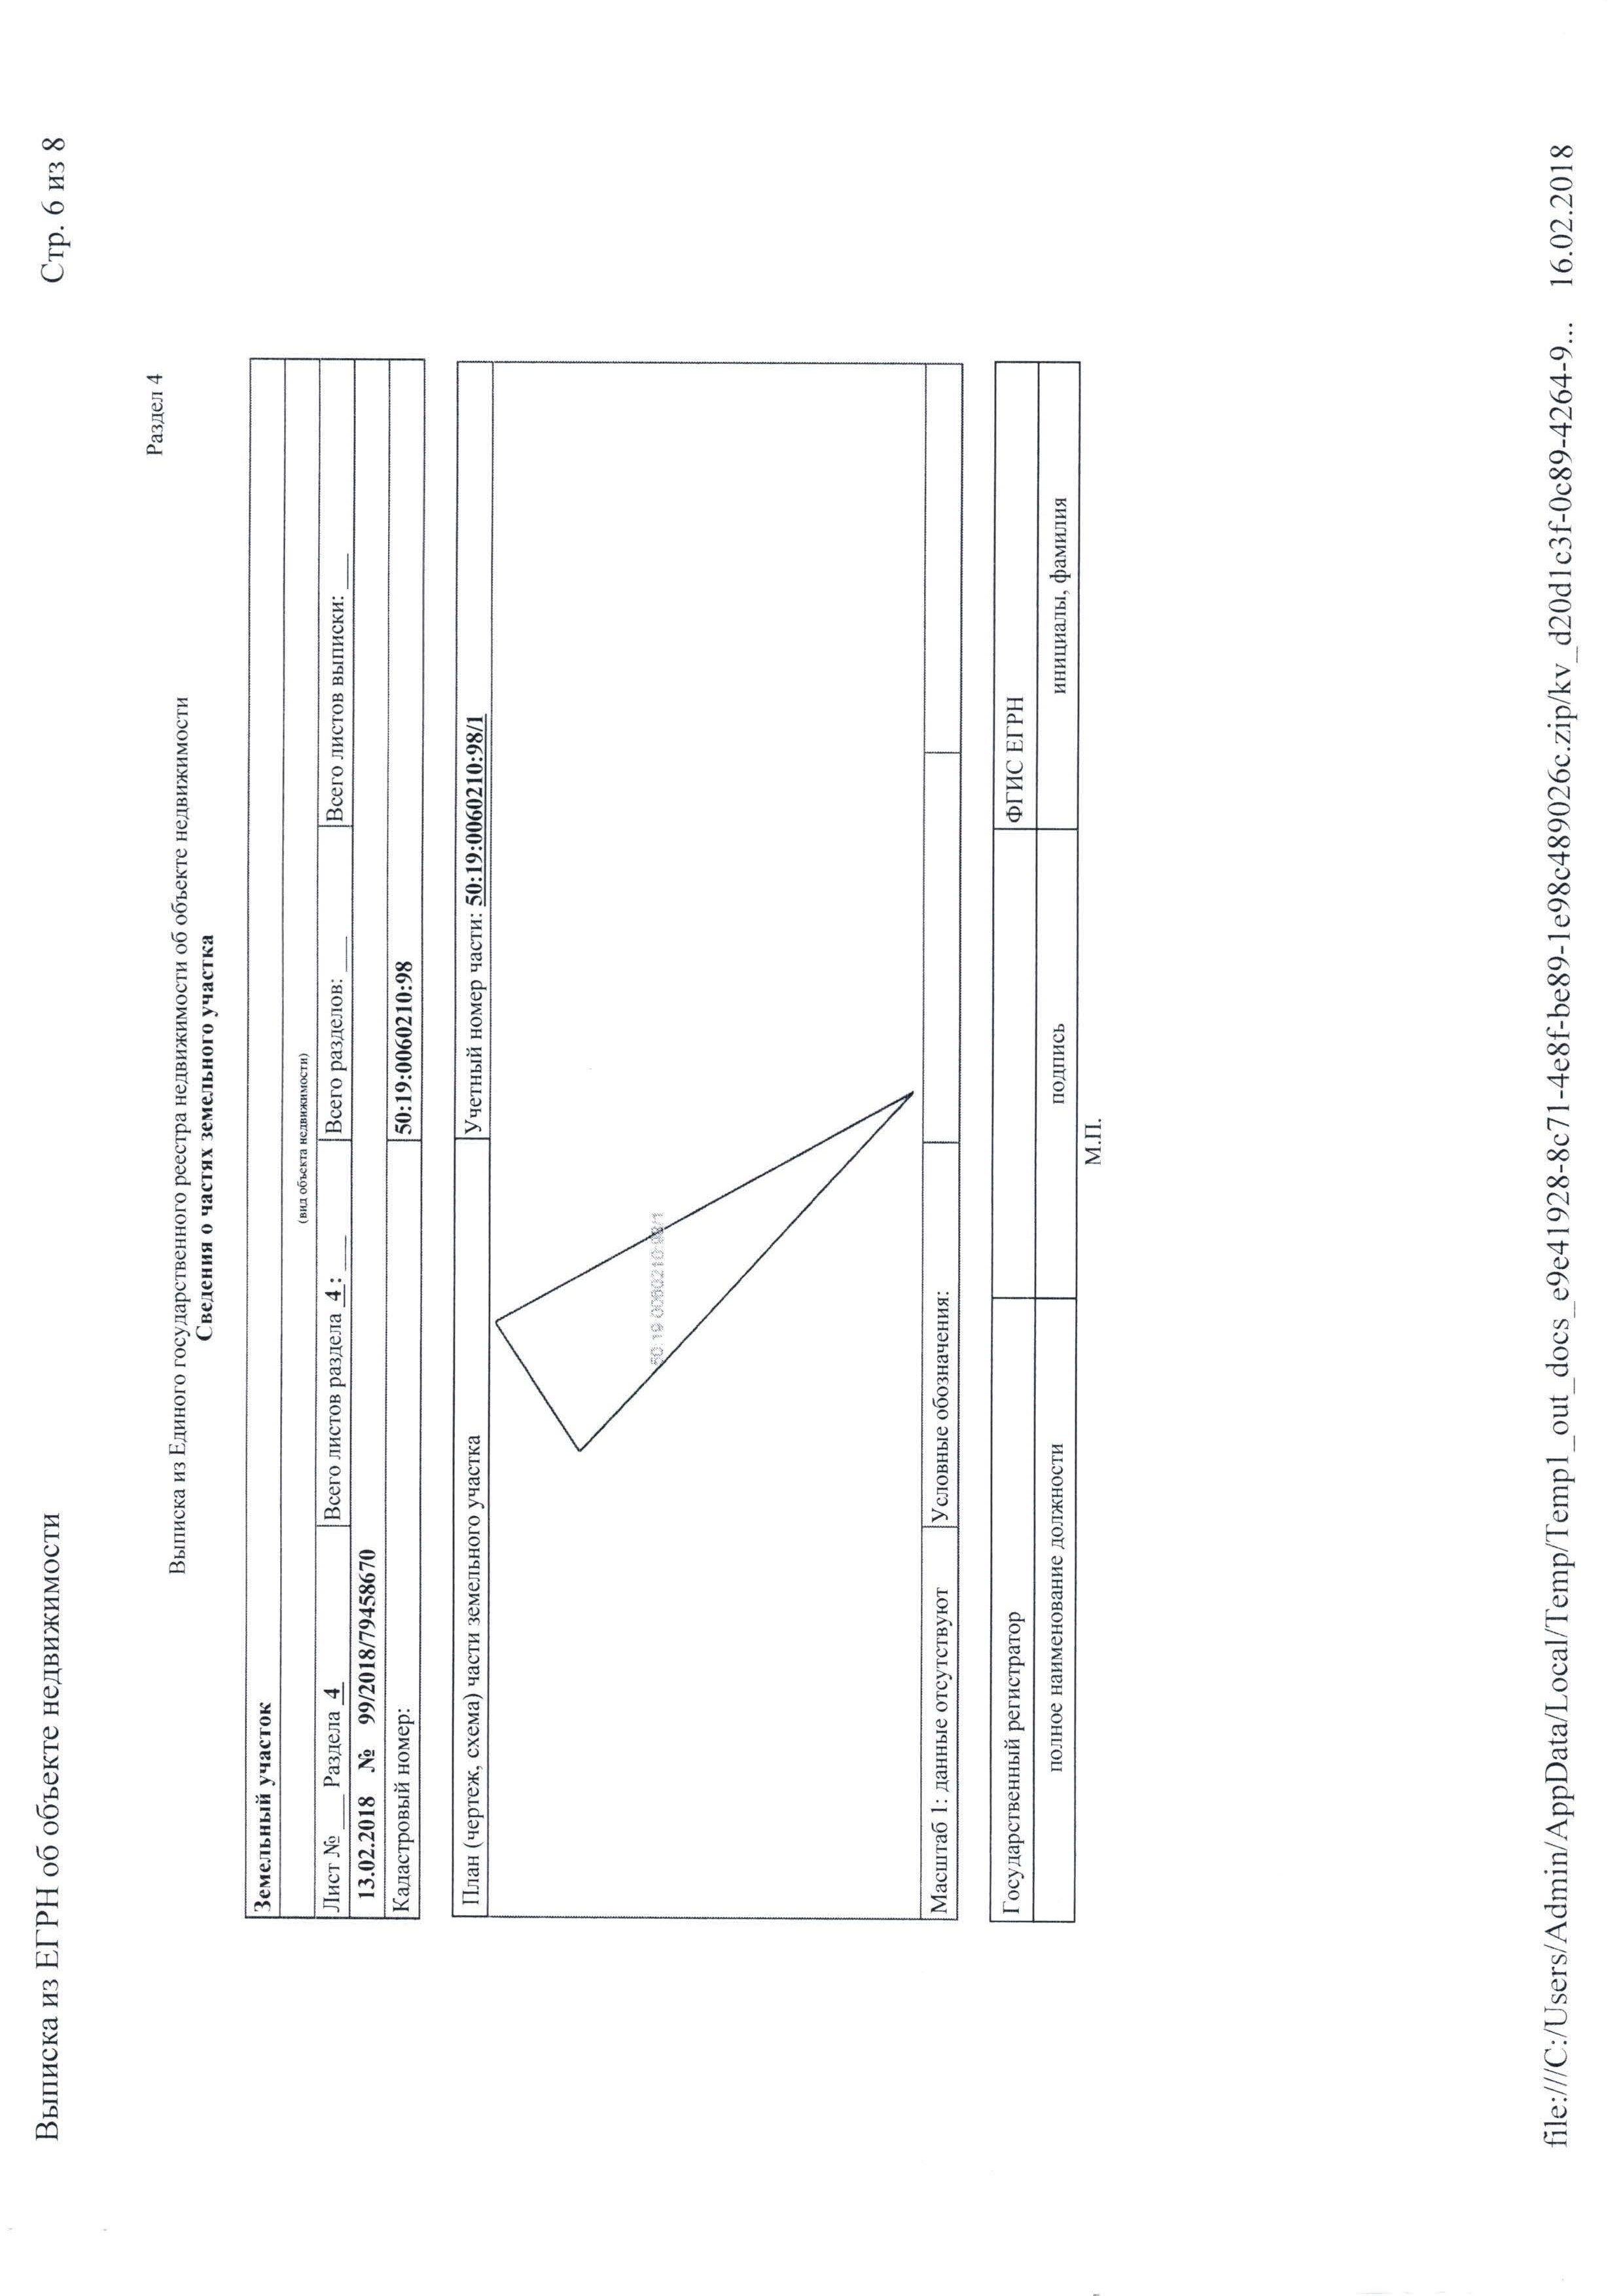 Выписка из ЕГРН об объекте недвижимости Стр. 6 из 8
Раздел 4
Выписка из Единого государственного реестра недвижимости об объекте недвижимости
Сведения о частях земельного участка
Земельный участок
(вид объекта недвижимости)
Лист № ___ Раздела 4 Всего листов раздела 4 : ___ Всего разделов: ___ Всего листов выписки: ___
13.02.2018 № 99/2018/79458670
Кадастровый номер: 50:19:0060210:98
План (чертеж, схема) части земельного участка Учетный номер части: 50:19:0060210:98/1
50:19:0060210:98/1
Масштаб 1: данные отсутствуют Условные обозначения:
Государственный регистратор ФГИС ЕГРН
полное наименование должности подпись инициалы, фамилия
М.П.
file:///C:/Users/Admin/AppData/Local/Temp/Temp1_out_docs_e9e41928-8c71-4e8f-be89-1e98c489026c.zip/kv_d20d1c3f-0c89-4264-9... 16.02.2018